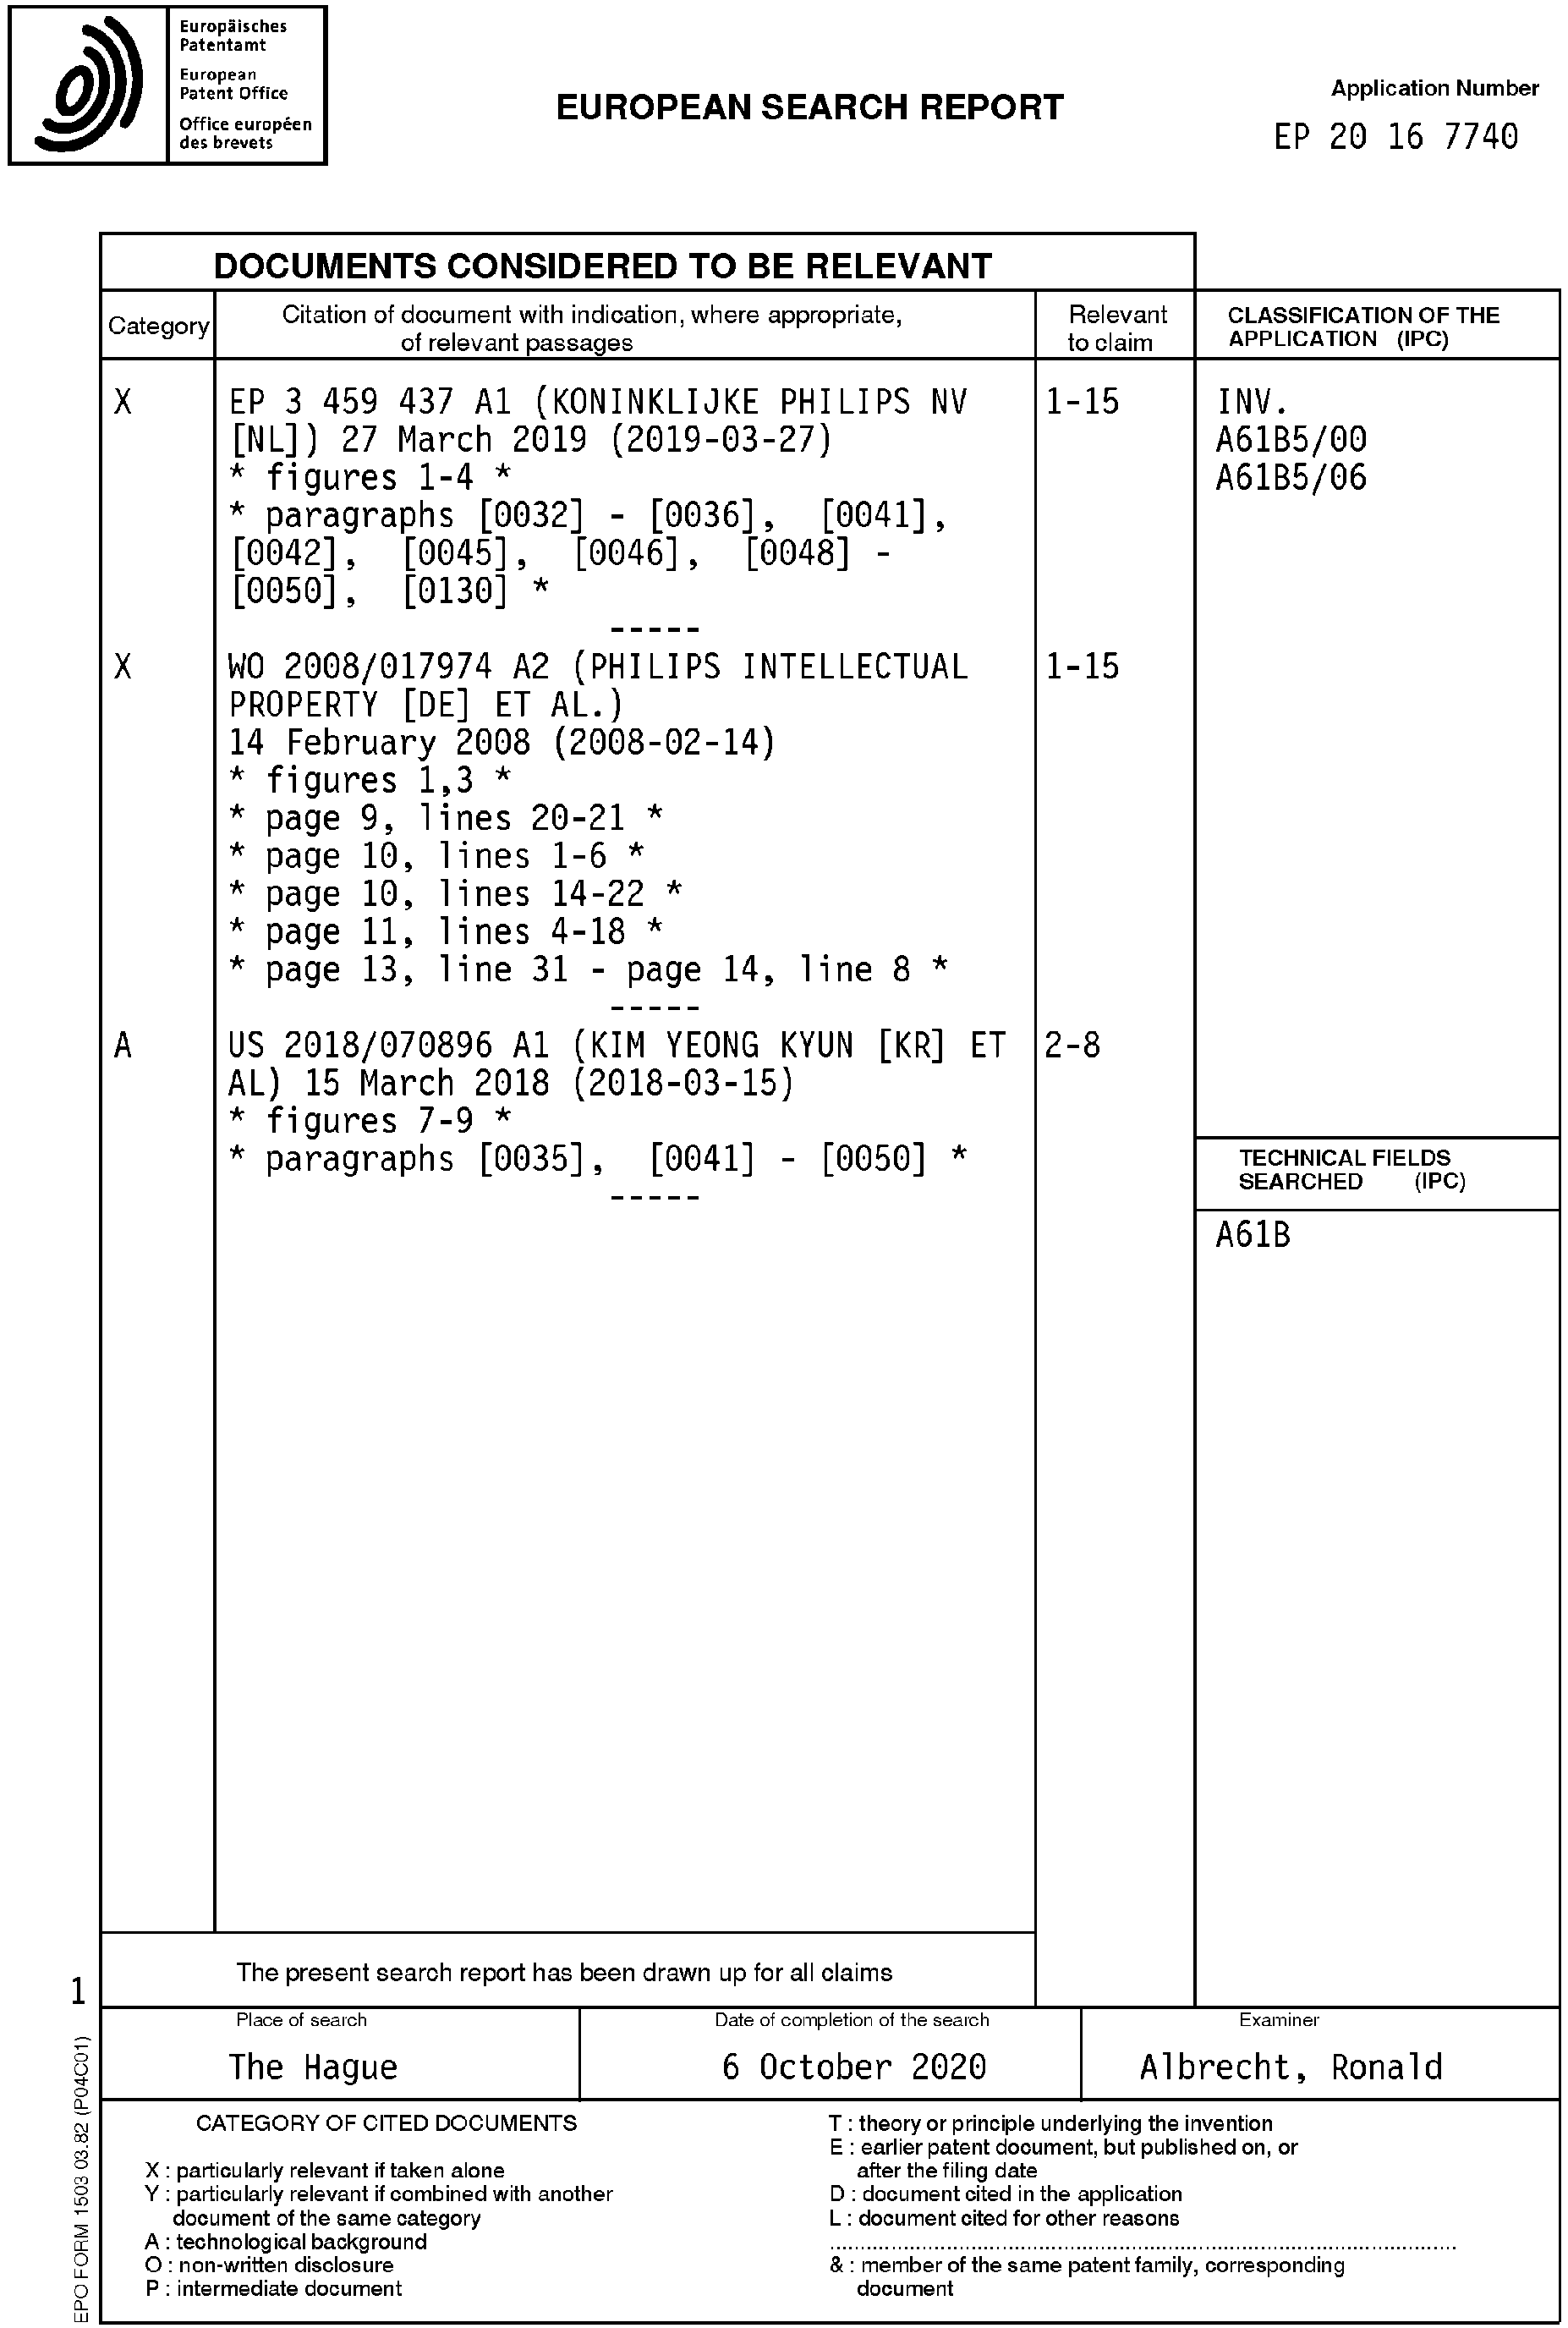 Europäisches
Patentamt
European
Patent Office
Office européen
des brevets
EUROPEAN SEARCH REPORT
Application Number
EP 20 16 7740
DOCUMENTS CONSIDERED TO BE RELEVANT
Category
Citation of document with indication, where appropriate,
of relevant passages
Relevant
to claim
CLASSIFICATION OF THE
APPLICATION (IPC)
X
EP 3 459 437 A1 (KONINKLIJKE PHILIPS NV
[NL]) 27 March 2019 (2019-03-27)
* figures 1-4 *
* paragraphs [0032] - [0036], [0041],
[0042], [0045], [0046], [0048] -
[0050], [0130] *
-----
1-15
INV.
A61B5/00
A61B5/06
X
WO 2008/017974 A2 (PHILIPS INTELLECTUAL
PROPERTY [DE] ET AL.)
14 February 2008 (2008-02-14)
* figures 1,3 *
* page 9, lines 20-21 *
* page 10, lines 1-6 *
* page 10, lines 14-22 *
* page 11, lines 4-18 *
* page 13, line 31 - page 14, line 8 *
-----
1-15
A
US 2018/070896 A1 (KIM YEONG KYUN [KR] ET
AL) 15 March 2018 (2018-03-15)
* figures 7-9 *
* paragraphs [0035], [0041] - [0050] *
-----
2-8
TECHNICAL FIELDS
SEARCHED (IPC)
A61B
The present search report has been drawn up for all claims
1
Place of search
The Hague
Date of completion of the search
6 October 2020
Examiner
Albrecht, Ronald
CATEGORY OF CITED DOCUMENTS
X : particularly relevant if taken alone
Y : particularly relevant if combined with another
document of the same category
A : technological background
O : non-written disclosure
P : intermediate document
T : theory or principle underlying the invention
E : earlier patent document, but published on, or
after the filing date
D : document cited in the application
L : document cited for other reasons
& : member of the same patent family, corresponding
document
EPO FORM 1503 03.82 (P04C01)